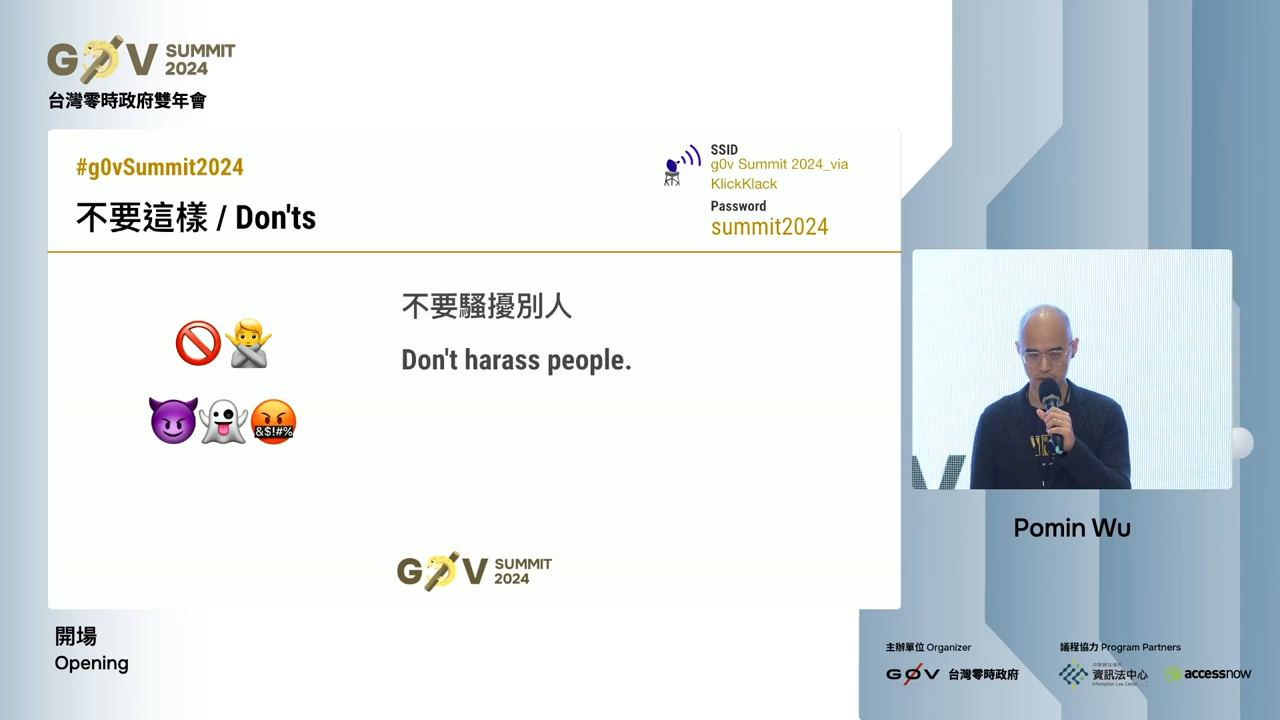 G0V SUMMIT 2024
台灣零時政府雙年會
#g0vSummit2024
不要這樣 / Don'ts
SSID
g0v Summit 2024_via
KlickKlack
Password
summit2024
不要騷擾別人
Don't harass people.
&$!#%
G0V SUMMIT 2024
Pomin Wu
開場
Opening
主辦單位 Organizer
G0V 台灣零時政府
議程協力 Program Partners
資訊法中心
Information Law Center
accessnow